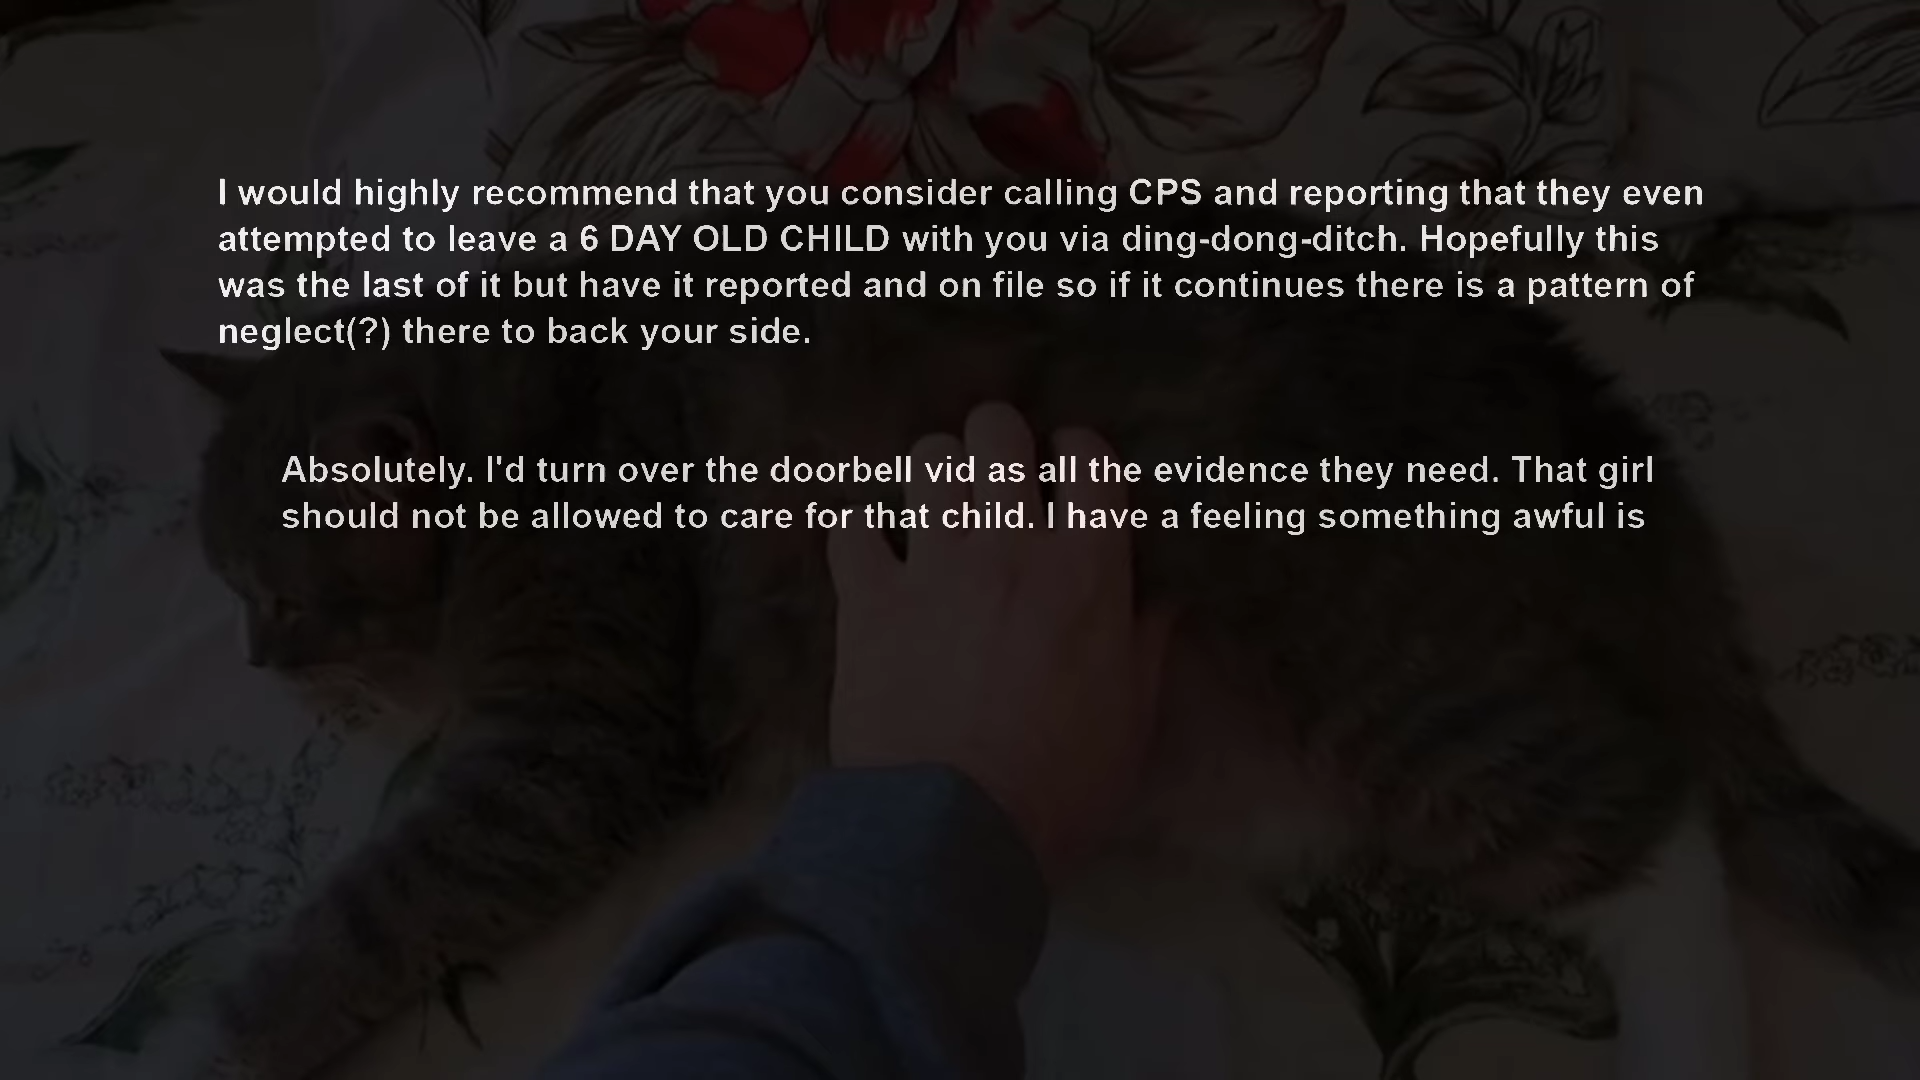 I would highly recommend that you consider calling CPS and reporting that they even
attempted to leave a 6 DAY OLD CHILD with you via ding-dong-ditch. Hopefully this
was the last of it but have it reported and on file so if it continues there is a pattern of
neglect(?) there to back your side.
Absolutely. I'd turn over the doorbell vid as all the evidence they need. That girl
should not be allowed to care for that child. I have a feeling something awful is